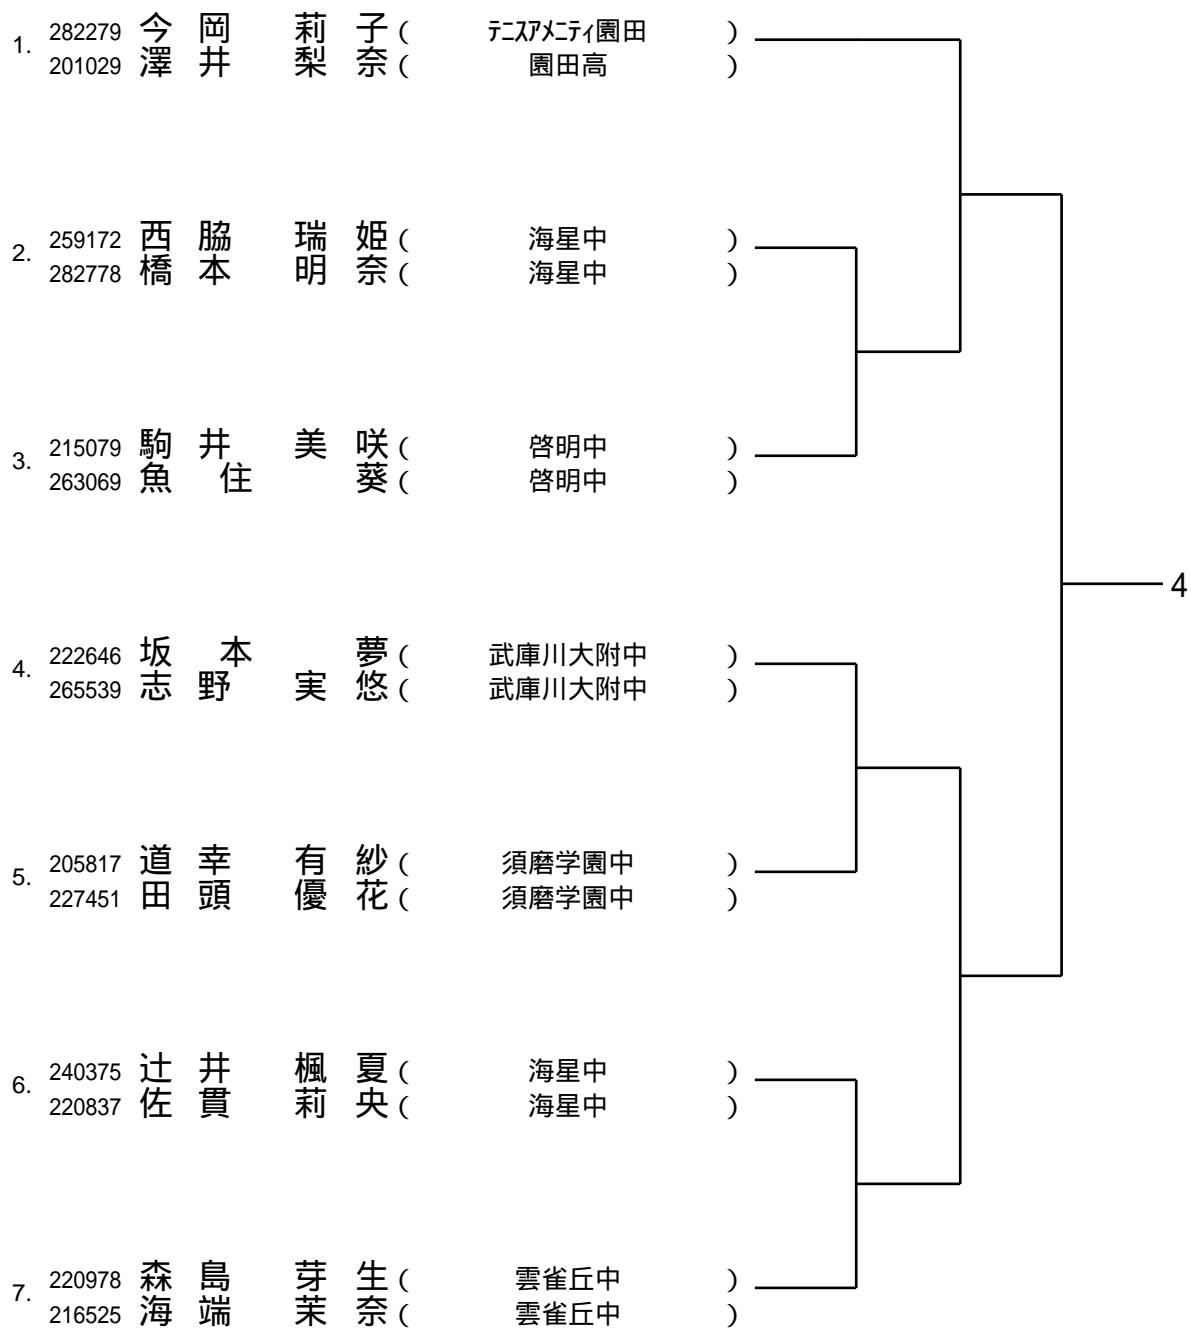 1. 282279 今岡 莉子 ( テニスアメニティ園田 )
201029 澤井 梨奈 ( 園田高 )
2. 259172 西脇 瑞姫 ( 海星中 )
282778 橋本 明奈 ( 海星中 )
3. 215079 駒井 美咲 ( 啓明中 )
263069 魚住 葵 ( 啓明中 )
4
4. 222646 坂本 夢 ( 武庫川大附中 )
265539 志野 実悠 ( 武庫川大附中 )
5. 205817 道幸 有紗 ( 須磨学園中 )
227451 田頭 優花 ( 須磨学園中 )
6. 240375 辻井 楓夏 ( 海星中 )
220837 佐貫 莉央 ( 海星中 )
7. 220978 森島 芽生 ( 雲雀丘中 )
216525 海端 茉奈 ( 雲雀丘中 )